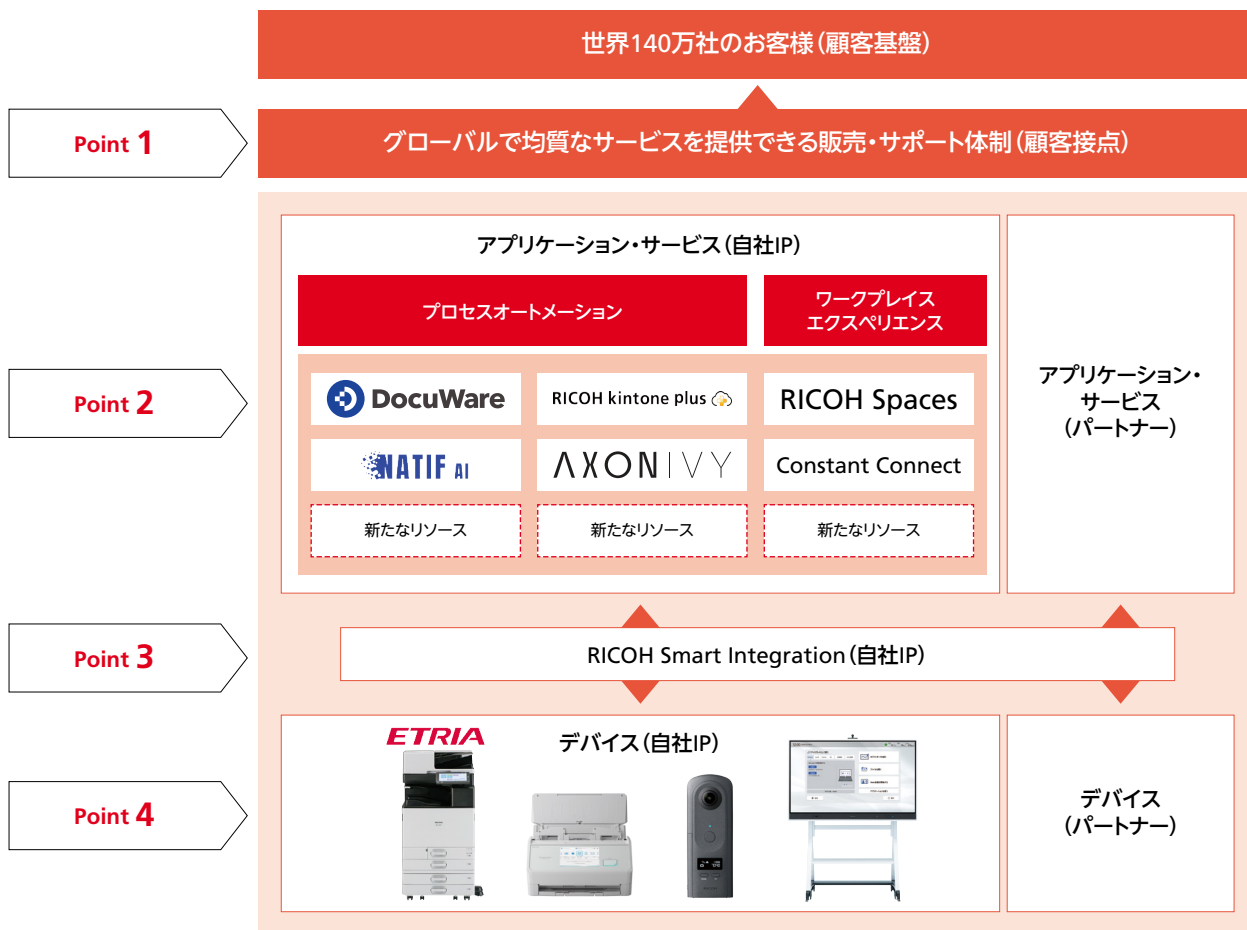 世界140万社のお客様（顧客基盤）
Point 1
グローバルで均質なサービスを提供できる販売・サポート体制（顧客接点）
アプリケーション・サービス（自社IP）
プロセスオートメーション
ワークプレイス
エクスペリエンス
Point 2
DocuWare
RICOH kintone plus
RICOH Spaces
NATIF AI
AXONIVY
Constant Connect
新たなリソース
新たなリソース
新たなリソース
アプリケーション・
サービス
（パートナー）
Point 3
RICOH Smart Integration（自社IP）
Point 4
ETRIA
デバイス（自社IP）
デバイス
（パートナー）